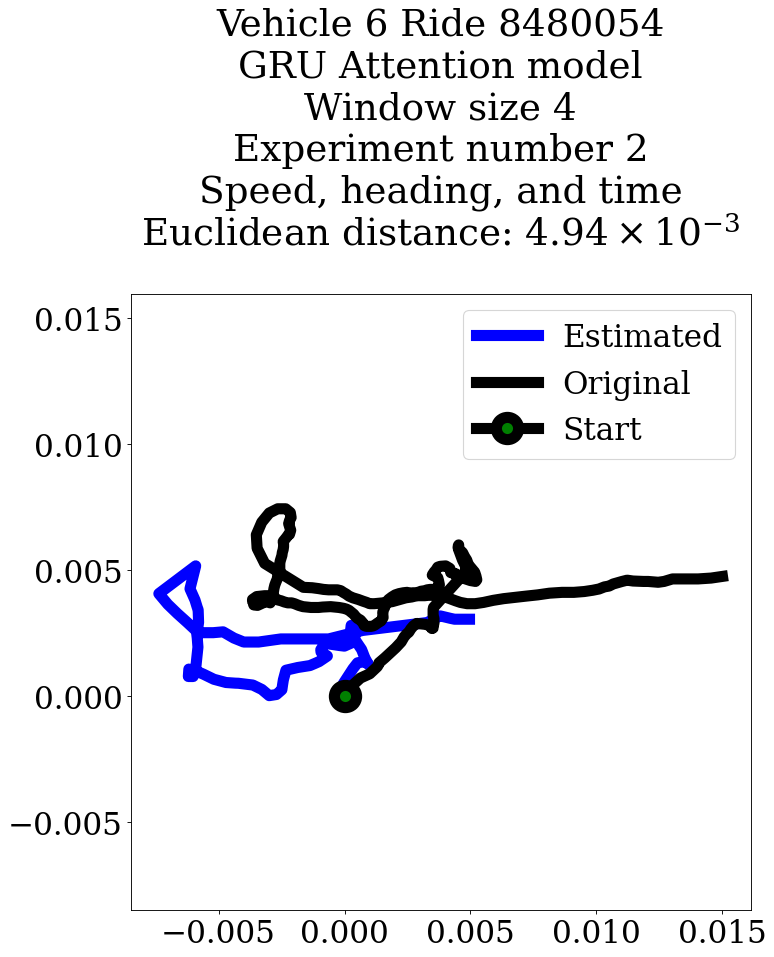 Vehicle 6 Ride 8480054
GRU Attention model
Window size 4
Experiment number 2
Speed, heading, and time
Euclidean distance: 4.94 × 10⁻³
Estimated
Original
Start
0.015
0.010
0.005
0.000
−0.005
−0.005 0.000 0.005 0.010 0.015